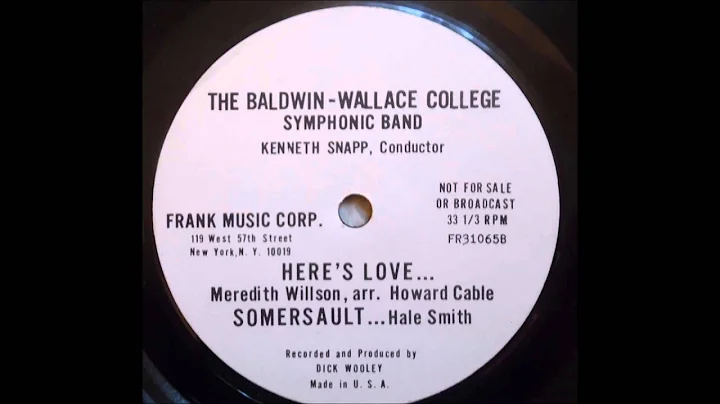 THE BALDWIN-WALLACE COLLEGE
SYMPHONIC BAND
KENNETH SNAPP, Conductor
NOT FOR SALE
OR BROADCAST
33 1/3 RPM
FR31065B
FRANK MUSIC CORP.
119 West 57th Street
New York, N. Y. 10019
HERE'S LOVE...
Meredith Willson, arr. Howard Cable
SOMERSAULT...Hale Smith
Recorded and Produced by
DICK WOOLEY
Made in U. S. A.